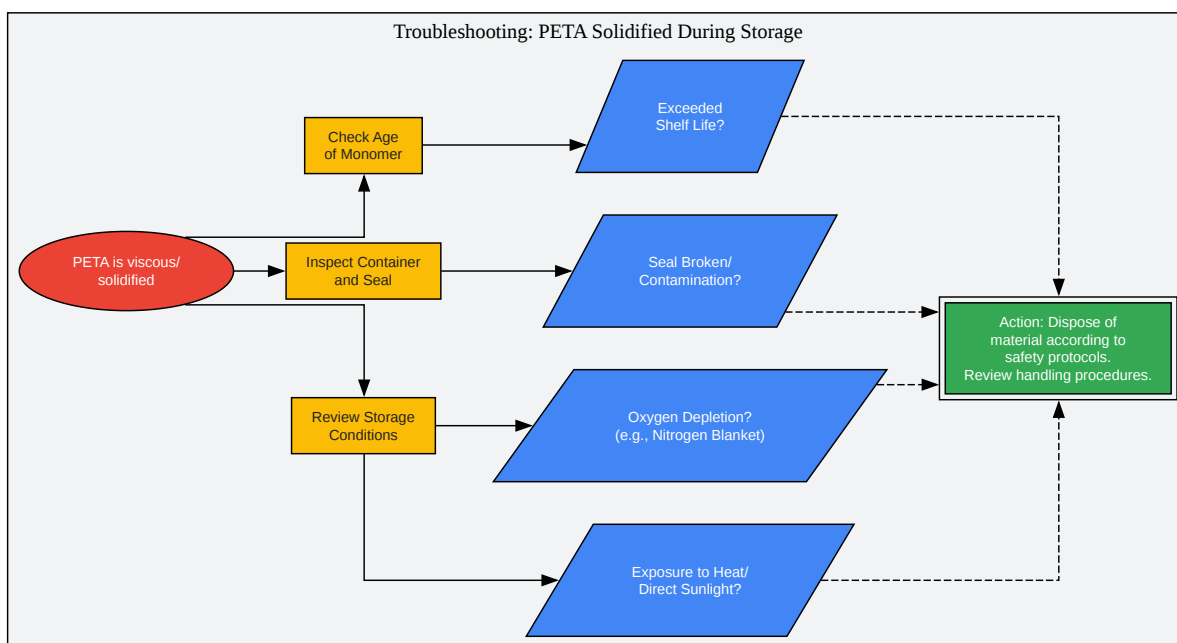 Troubleshooting: PETA Solidified During Storage
Exceeded
Shelf Life?
Check Age
of Monomer
PETA is viscous/
solidified
Inspect Container
and Seal
Seal Broken/
Contamination?
Action: Dispose of
material according to
safety protocols.
Review handling procedures.
Review Storage
Conditions
Oxygen Depletion?
(e.g., Nitrogen Blanket)
Exposure to Heat/
Direct Sunlight?